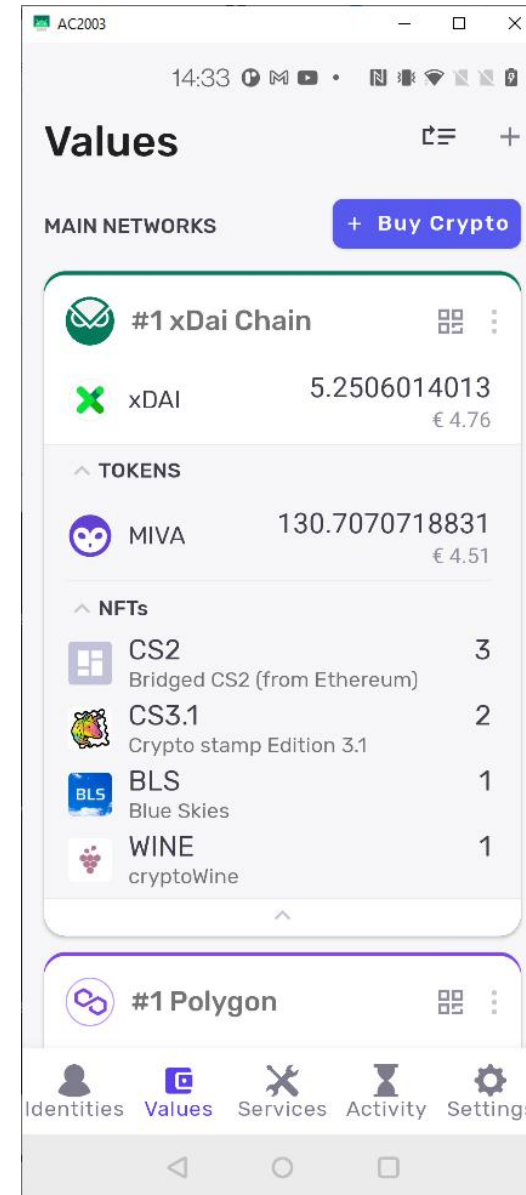 AC2003
14:33
Values
MAIN NETWORKS
+ Buy Crypto
#1 xDai Chain
xDAI 5.2506014013
€ 4.76
TOKENS
MIVA 130.7070718831
€ 4.51
NFTs
CS2 3
Bridged CS2 (from Ethereum)
CS3.1 2
Crypto stamp Edition 3.1
BLS
BLS 1
Blue Skies
WINE 1
cryptoWine
#1 Polygon
Identities Values Services Activity Settings